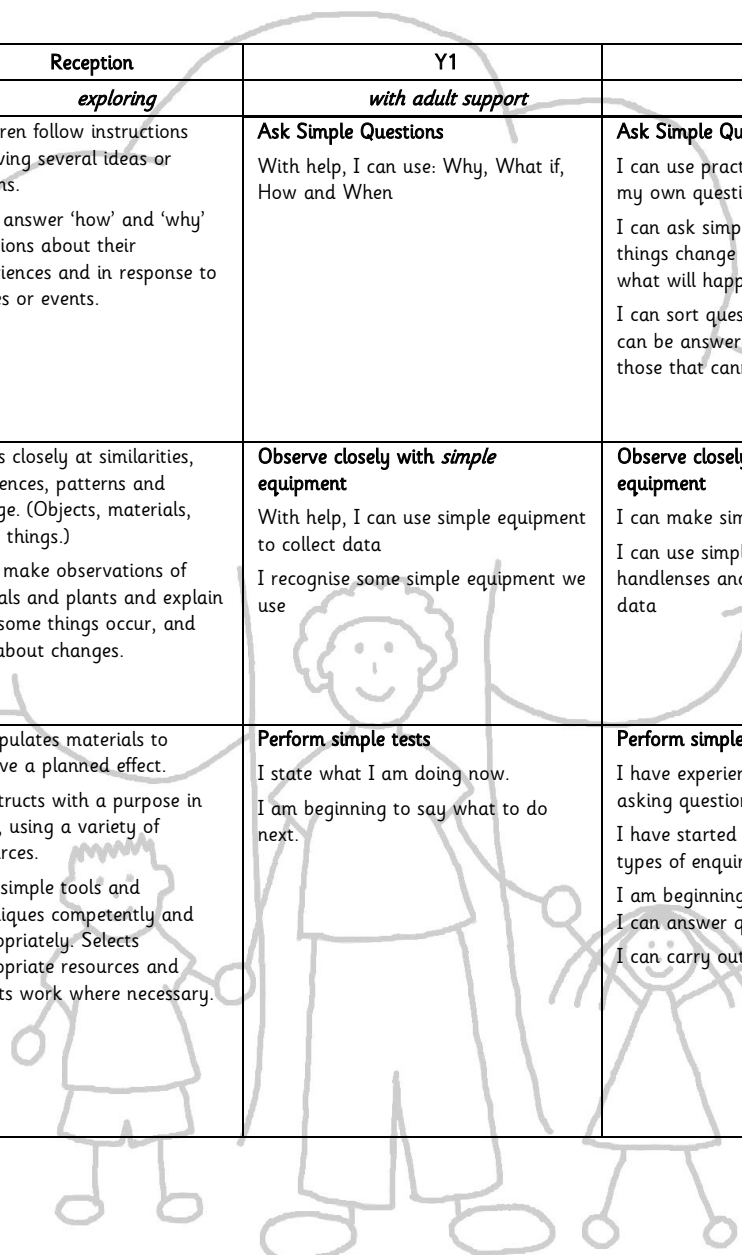 Reception
Y1
exploring
with adult support
ren follow instructions
ving several ideas or
ns.
answer ‘how’ and ‘why’
ions about their
iences and in response to
es or events.
Ask Simple Questions
With help, I can use: Why, What if,
How and When
Ask Simple Qu
I can use pract
my own questi
I can ask simp
things change
what will happ
I can sort ques
can be answer
those that can
s closely at similarities,
ences, patterns and
ge. (Objects, materials,
things.)
make observations of
als and plants and explain
some things occur, and
about changes.
Observe closely with simple
equipment
With help, I can use simple equipment
to collect data
I recognise some simple equipment we
use
Observe closely
equipment
I can make sim
I can use simpl
handlenses and
data
pulates materials to
ve a planned effect.
tructs with a purpose in
, using a variety of
rces.
simple tools and
iques competently and
opriately. Selects
opriate resources and
ts work where necessary.
Perform simple tests
I state what I am doing now.
I am beginning to say what to do
next.
Perform simple
I have experien
asking question
I have started
types of enquir
I am beginning
I can answer q
I can carry out